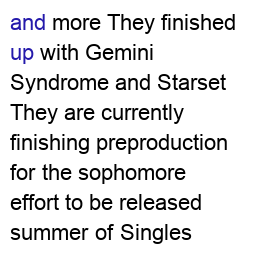 and more They finished
up with Gemini
Syndrome and Starset
They are currently
finishing preproduction
for the sophomore
effort to be released
summer of Singles